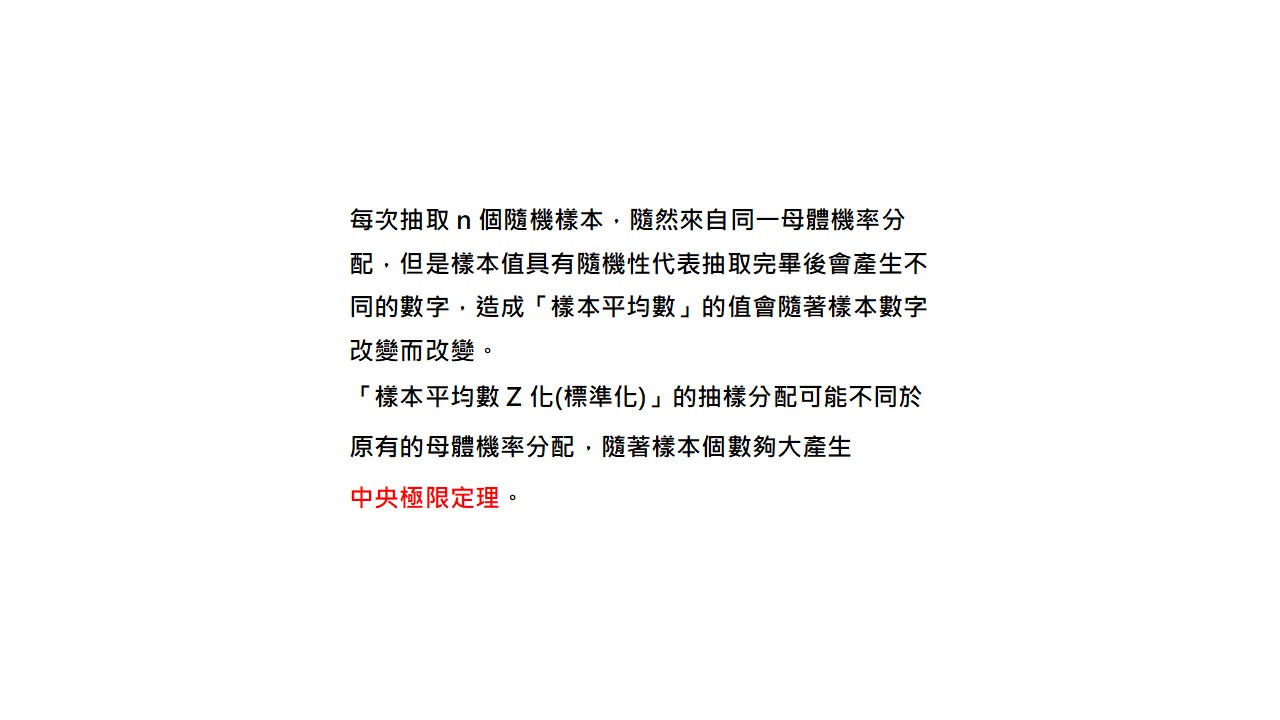 每次抽取 n 個隨機樣本，隨然來自同一母體機率分
配，但是樣本值具有隨機性代表抽取完畢後會產生不
同的數字，造成「樣本平均數」的值會隨著樣本數字
改變而改變。
「樣本平均數 Z 化(標準化)」的抽樣分配可能不同於
原有的母體機率分配，隨著樣本個數夠大產生
中央極限定理。